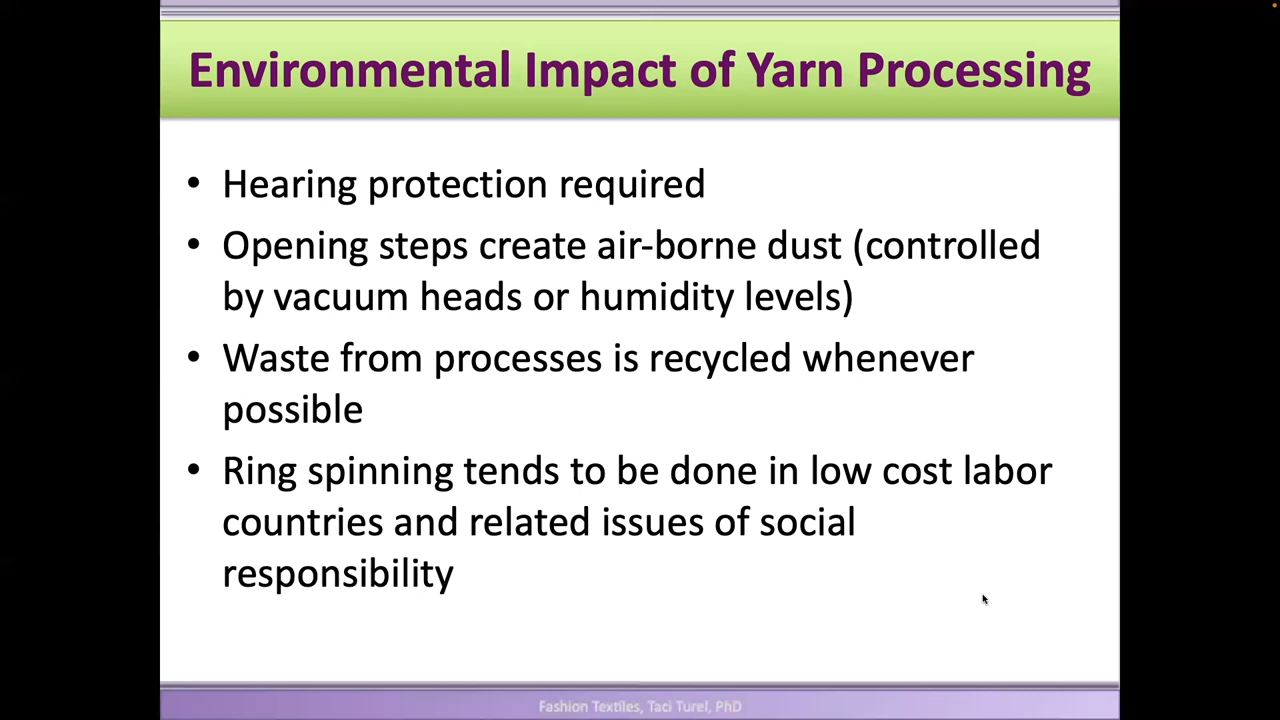 Environmental Impact of Yarn Processing
• Hearing protection required
• Opening steps create air-borne dust (controlled
by vacuum heads or humidity levels)
• Waste from processes is recycled whenever
possible
• Ring spinning tends to be done in low cost labor
countries and related issues of social
responsibility
Fashion Textiles, Taci Turel, PhD